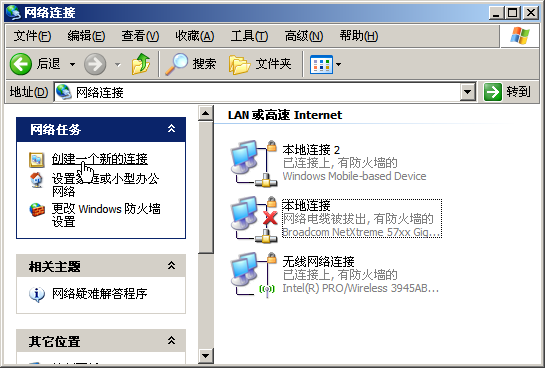 网络连接
文件(F) 编辑(E) 查看(V) 收藏(A) 工具(T) 高级(N) 帮助(H)
后退 搜索 文件夹
地址(D) 网络连接 转到
网络任务
创建一个新的连接
设置家庭或小型办公
网络
更改 Windows 防火墙
设置
相关主题
网络疑难解答程序
其它位置
LAN 或高速 Internet
本地连接 2
已连接上, 有防火墙的
Windows Mobile-based Device
本地连接
网络电缆被拔出, 有防火墙的
Broadcom NetXtreme 57xx Gig...
无线网络连接
已连接上, 有防火墙的
Intel(R) PRO/Wireless 3945AB...